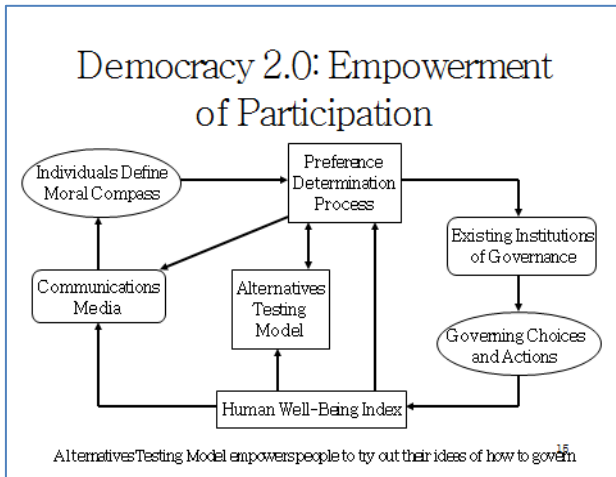 Democracy 2.0: Empowerment
of Participation
Individuals Define
Moral Compass
Preference
Determination
Process
Existing Institutions
of Governance
Communications
Media
Alternatives
Testing
Model
Governing Choices
and Actions
Human Well-Being Index
15
Alternatives Testing Model empowers people to try out their ideas of how to govern